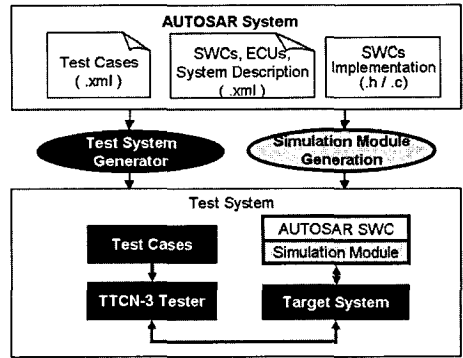 AUTOSAR System
Test Cases
( .xml )
SWCs, ECUs,
System Description
( .xml )
SWCs
Implementation
(.h / .c)
Test System
Generator
Simulation Module
Generation
Test System
Test Cases
AUTOSAR SWC
Simulation Module
TTCN-3 Tester
Target System